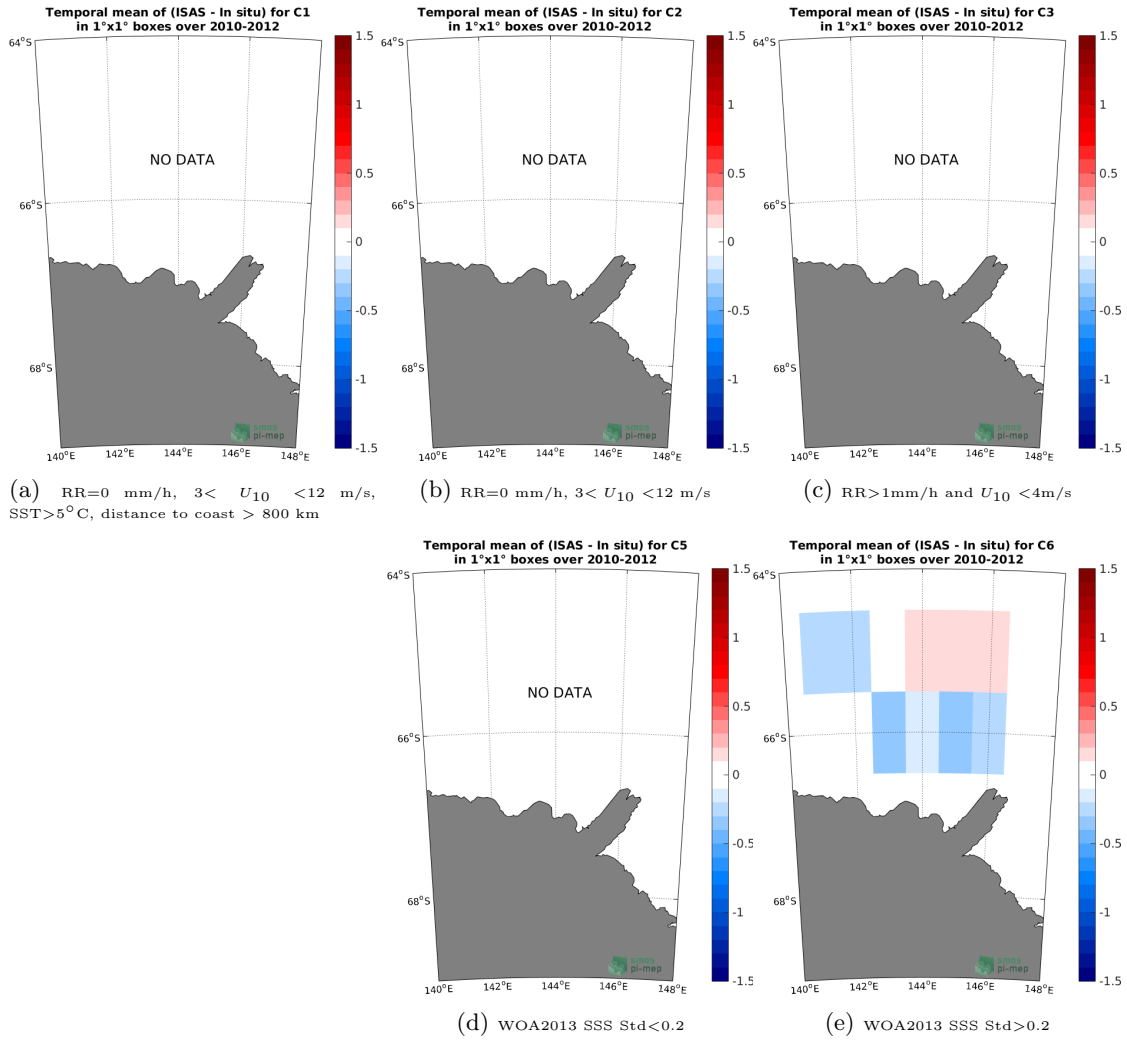 Temporal mean of (ISAS - In situ) for C1
in 1°x1° boxes over 2010-2012
64°S
66°S
68°S
140°E
142°E
144°E
146°E
148°E
NO DATA
smos
pi-mep
1.5
1
0.5
0
-0.5
-1
-1.5
(a) RR=0 mm/h, 3< U10 <12 m/s,
SST>5°C, distance to coast > 800 km
Temporal mean of (ISAS - In situ) for C2
in 1°x1° boxes over 2010-2012
64°S
66°S
68°S
140°E
142°E
144°E
146°E
148°E
NO DATA
smos
pi-mep
1.5
1
0.5
0
-0.5
-1
-1.5
(b) RR=0 mm/h, 3< U10 <12 m/s
Temporal mean of (ISAS - In situ) for C3
in 1°x1° boxes over 2010-2012
64°S
66°S
68°S
140°E
142°E
144°E
146°E
148°E
NO DATA
smos
pi-mep
1.5
1
0.5
0
-0.5
-1
-1.5
(c) RR>1mm/h and U10 <4m/s
Temporal mean of (ISAS - In situ) for C5
in 1°x1° boxes over 2010-2012
64°S
66°S
68°S
140°E
142°E
144°E
146°E
148°E
NO DATA
smos
pi-mep
1.5
1
0.5
0
-0.5
-1
-1.5
(d) WOA2013 SSS Std<0.2
Temporal mean of (ISAS - In situ) for C6
in 1°x1° boxes over 2010-2012
64°S
66°S
68°S
140°E
142°E
144°E
146°E
148°E
smos
pi-mep
1.5
1
0.5
0
-0.5
-1
-1.5
(e) WOA2013 SSS Std>0.2